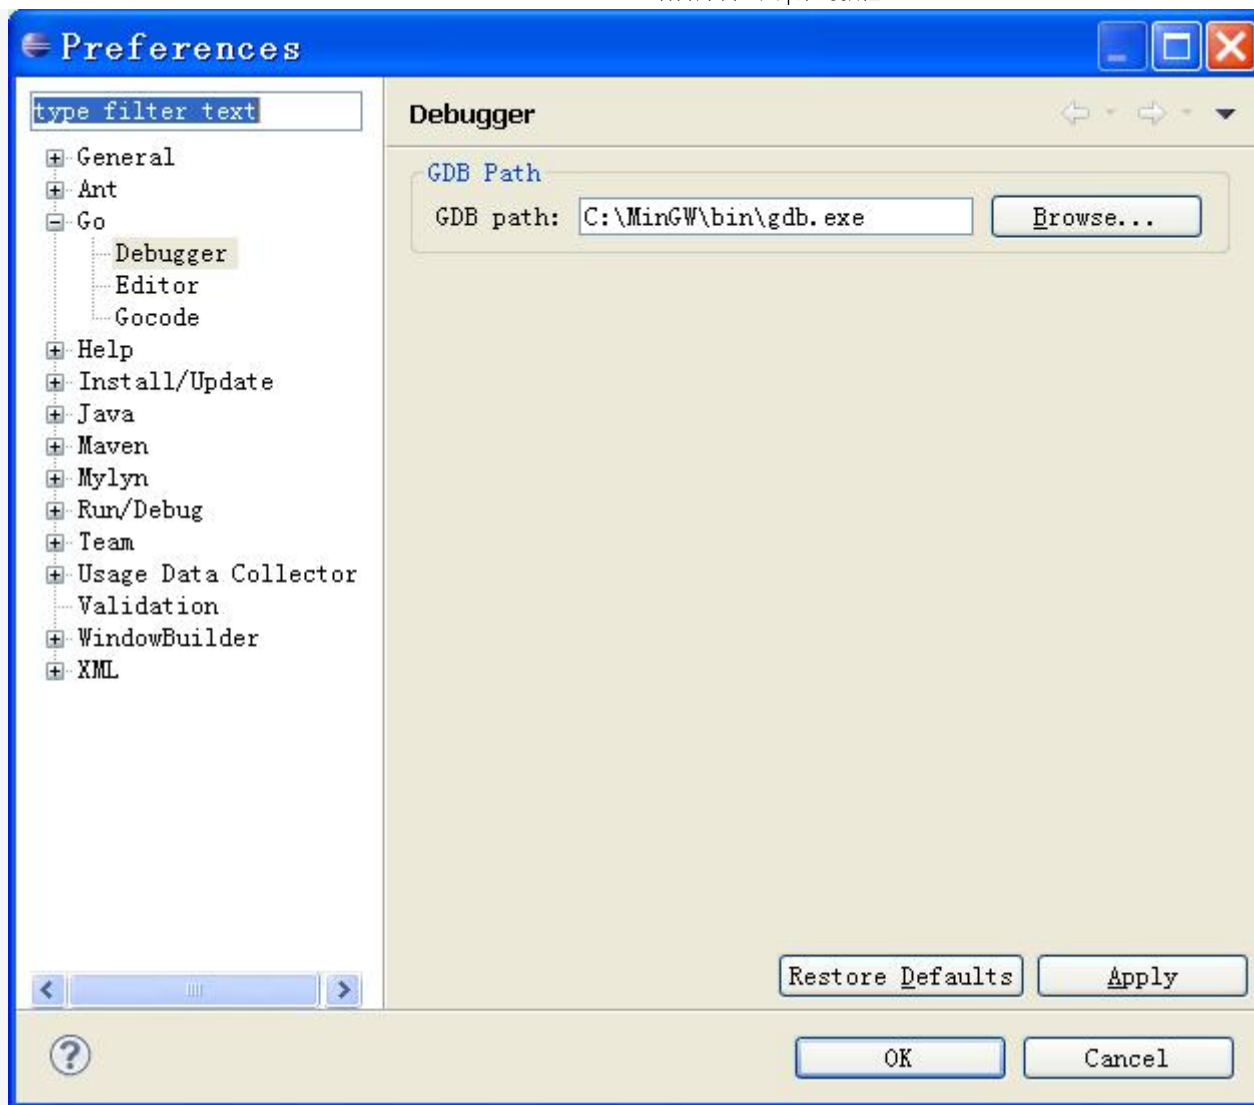 Preferences
type filter text
General
Ant
Go
Debugger
Editor
Gocode
Help
Install/Update
Java
Maven
Mylyn
Run/Debug
Team
Usage Data Collector
Validation
WindowBuilder
XML
Debugger
GDB Path
GDB path: C:\MinGW\bin\gdb.exe Browse...
Restore Defaults Apply
OK Cancel